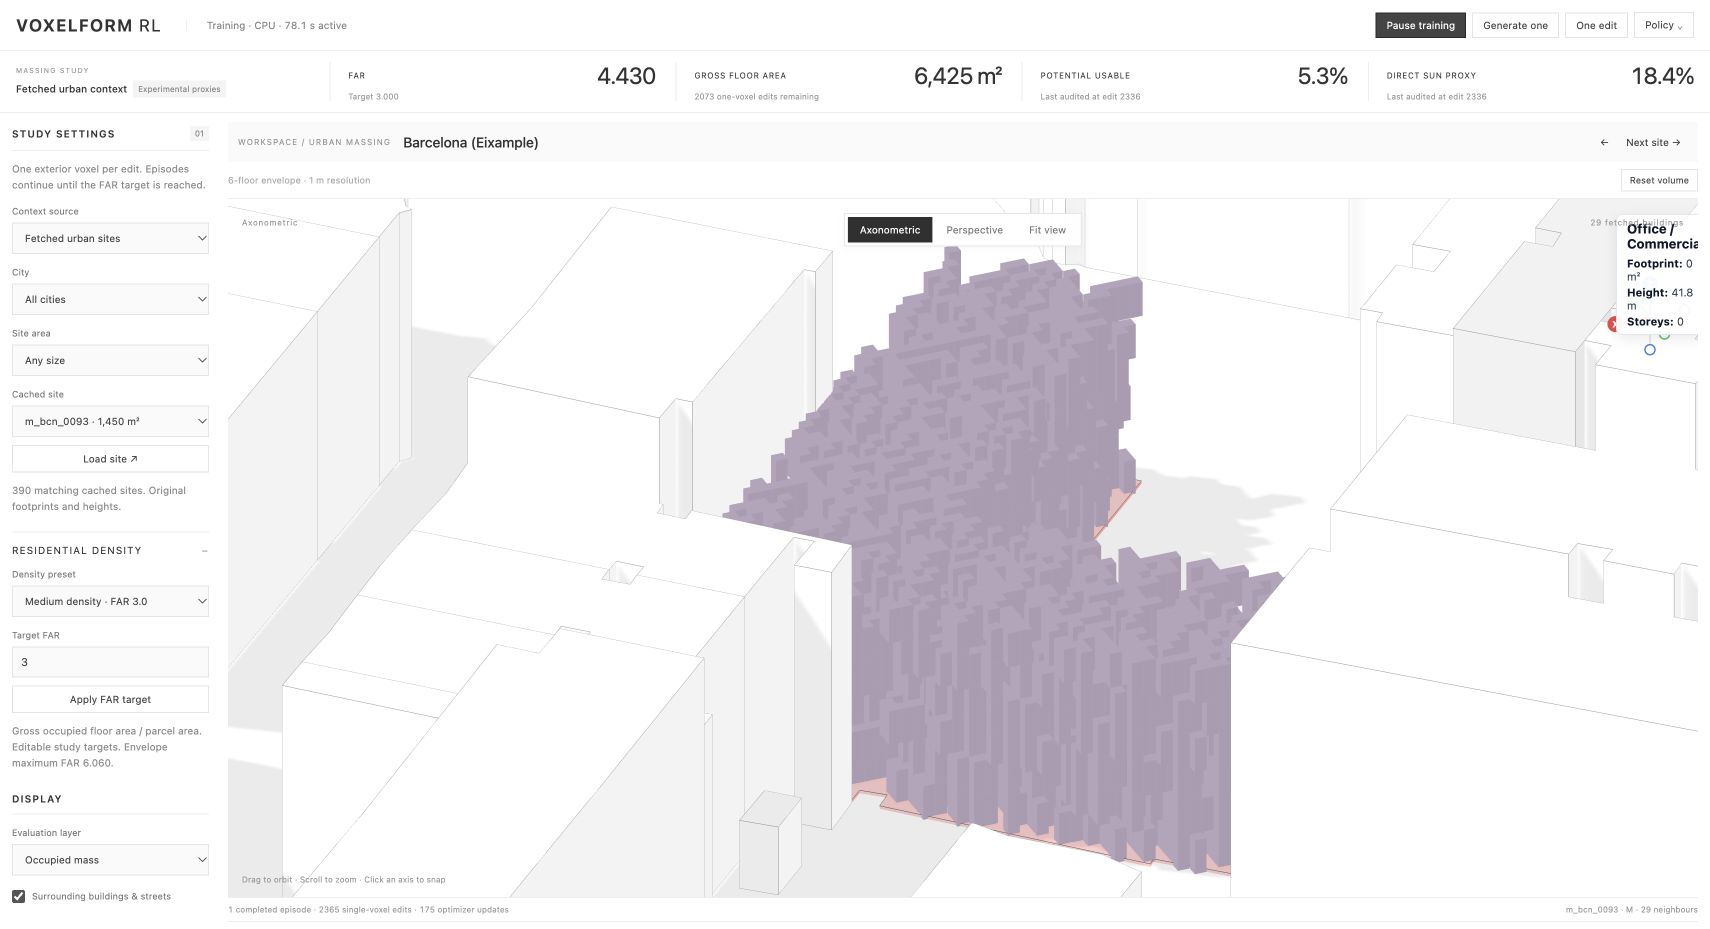 VOXELFORM RL
Training · CPU · 78.1 s active
Pause training
Generate one
One edit
Policy
MASSING STUDY
Fetched urban context
Experimental proxies
FAR
4.430
Target 3.000
GROSS FLOOR AREA
6,425 m²
2073 one-voxel edits remaining
POTENTIAL USABLE
5.3%
Last audited at edit 2336
DIRECT SUN PROXY
18.4%
Last audited at edit 2336
STUDY SETTINGS
01
One exterior voxel per edit. Episodes
continue until the FAR target is reached.
Context source
Fetched urban sites
City
All cities
Site area
Any size
Cached site
m_bcn_0093 · 1,450 m²
Load site ↗
390 matching cached sites. Original
footprints and heights.
RESIDENTIAL DENSITY
–
Density preset
Medium density · FAR 3.0
Target FAR
3
Apply FAR target
Gross occupied floor area / parcel area.
Editable study targets. Envelope
maximum FAR 6.060.
DISPLAY
Evaluation layer
Occupied mass
Surrounding buildings & streets
WORKSPACE / URBAN MASSING
Barcelona (Eixample)
← Next site →
6-floor envelope · 1 m resolution
Reset volume
Axonometric
Axonometric
Perspective
Fit view
29 fetched buildings
Office /
Commercia
Footprint: 0
m²
Height: 41.8
m
Storeys: 0
Drag to orbit · Scroll to zoom · Click an axis to snap
1 completed episode · 2365 single-voxel edits · 175 optimizer updates
m_bcn_0093 · M · 29 neighbours